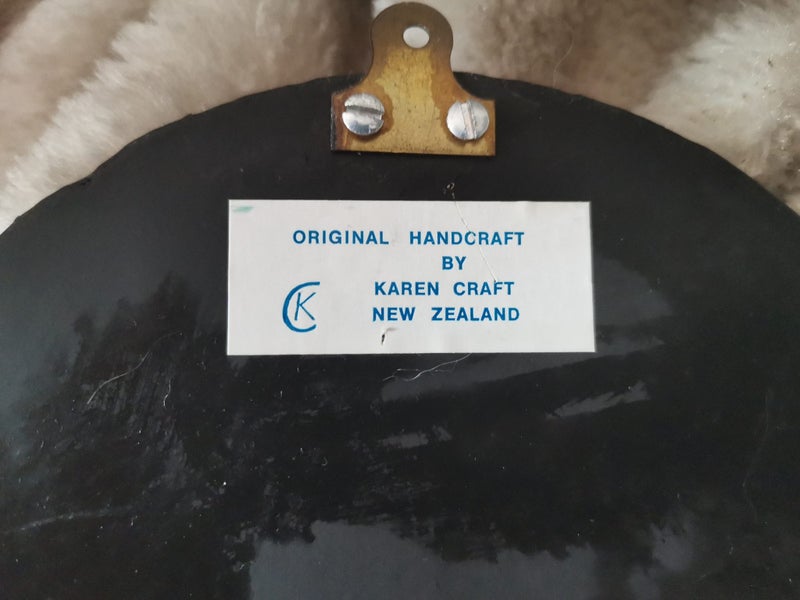 ORIGINAL HANDCRAFT
BY
KAREN CRAFT
NEW ZEALAND
CK